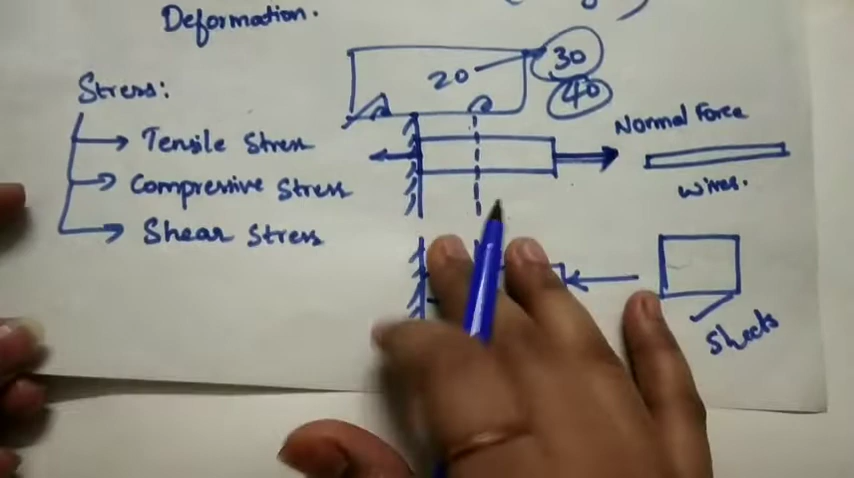 Deformation.
20
30
40
Stress:
Tensile Stress
Compressive Stress
Shear Stress
Normal Force
wires.
Sheets